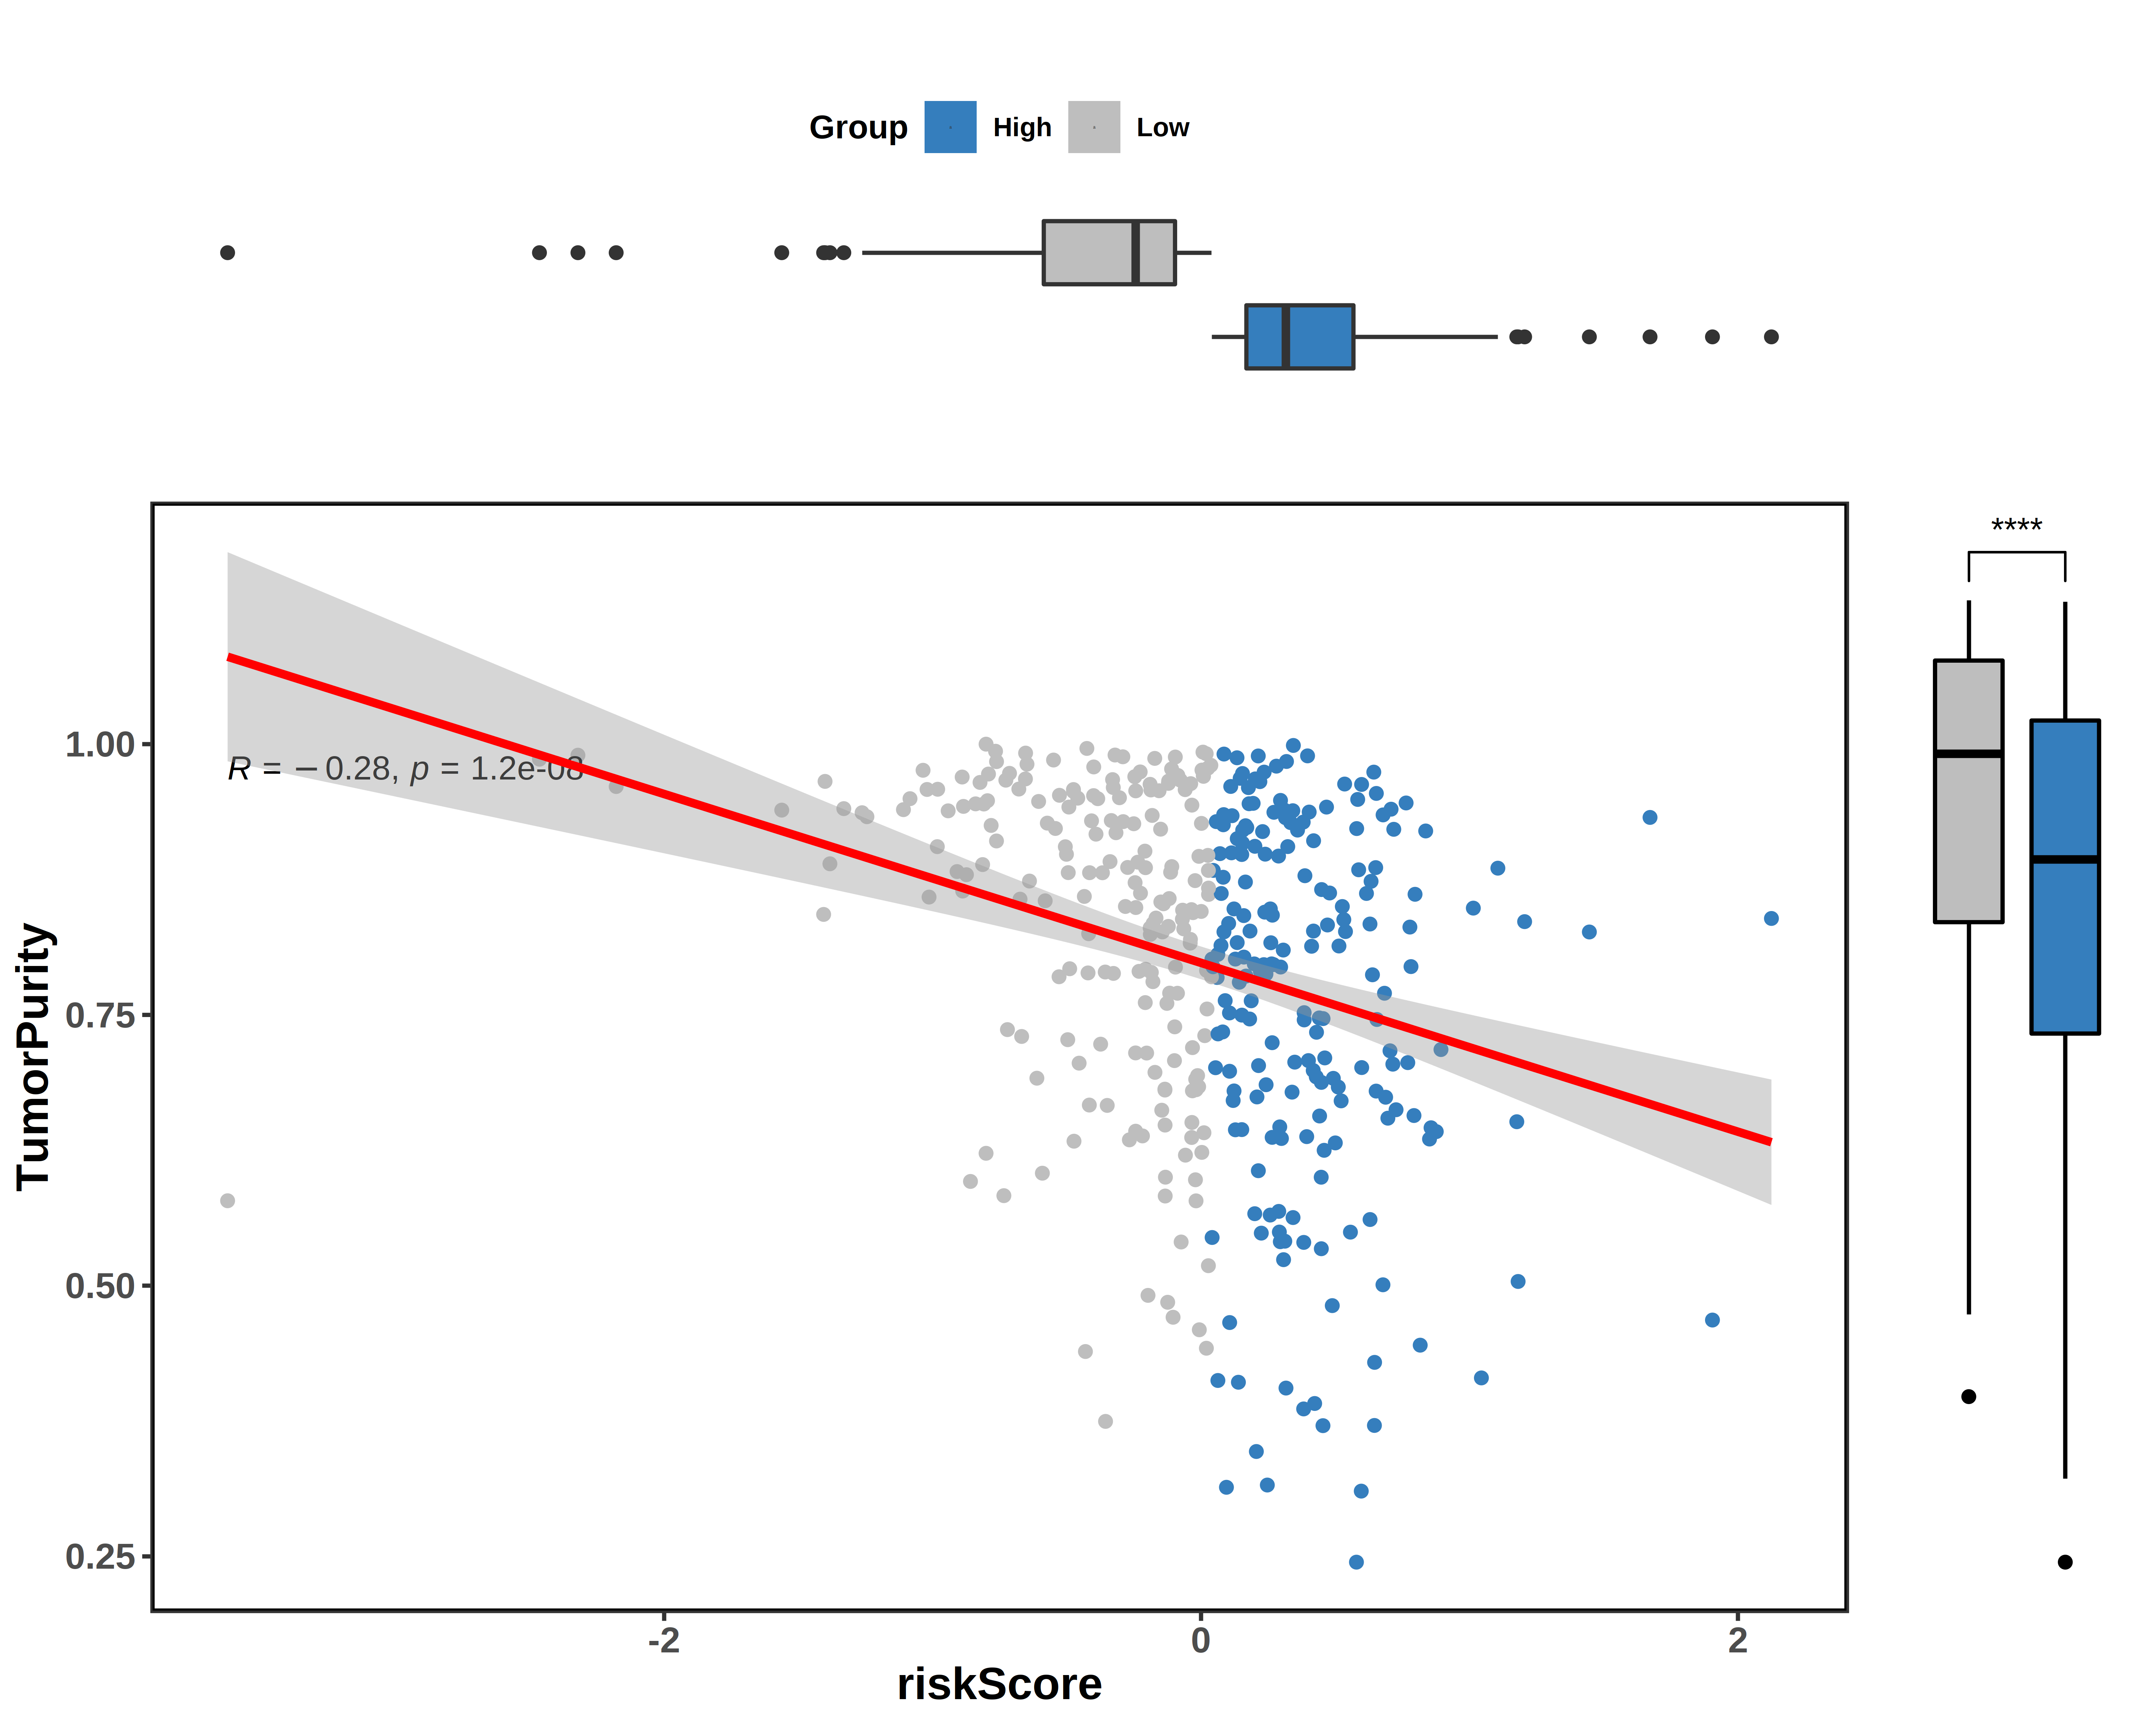 Group High Low
****
1.00
R = −0.28, p = 1.2e-08
0.75
0.50
0.25
TumorPurity
-2 0 2
riskScore